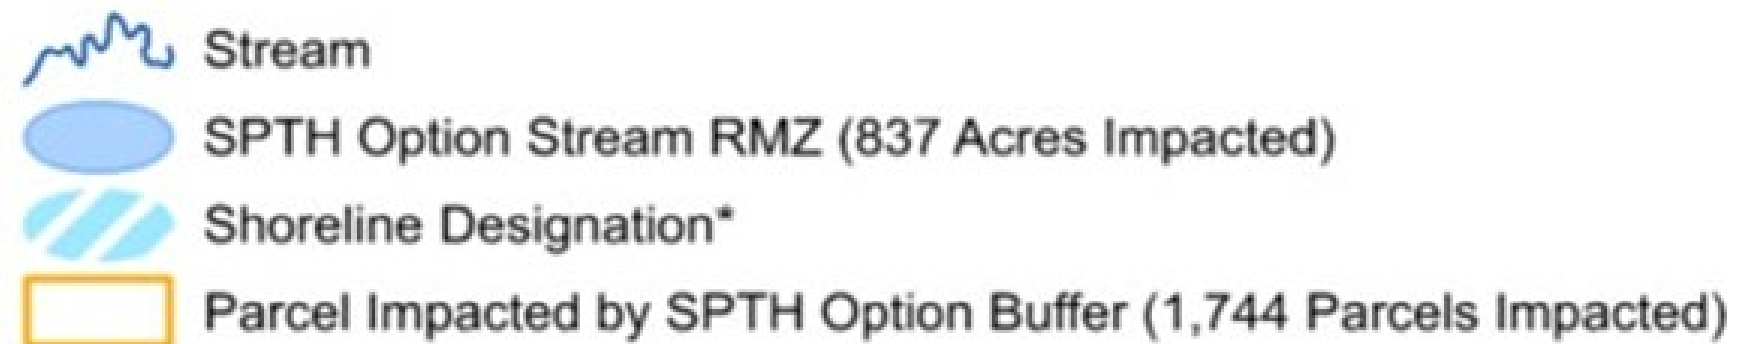 Stream
SPTH Option Stream RMZ (837 Acres Impacted)
Shoreline Designation*
Parcel Impacted by SPTH Option Buffer (1,744 Parcels Impacted)